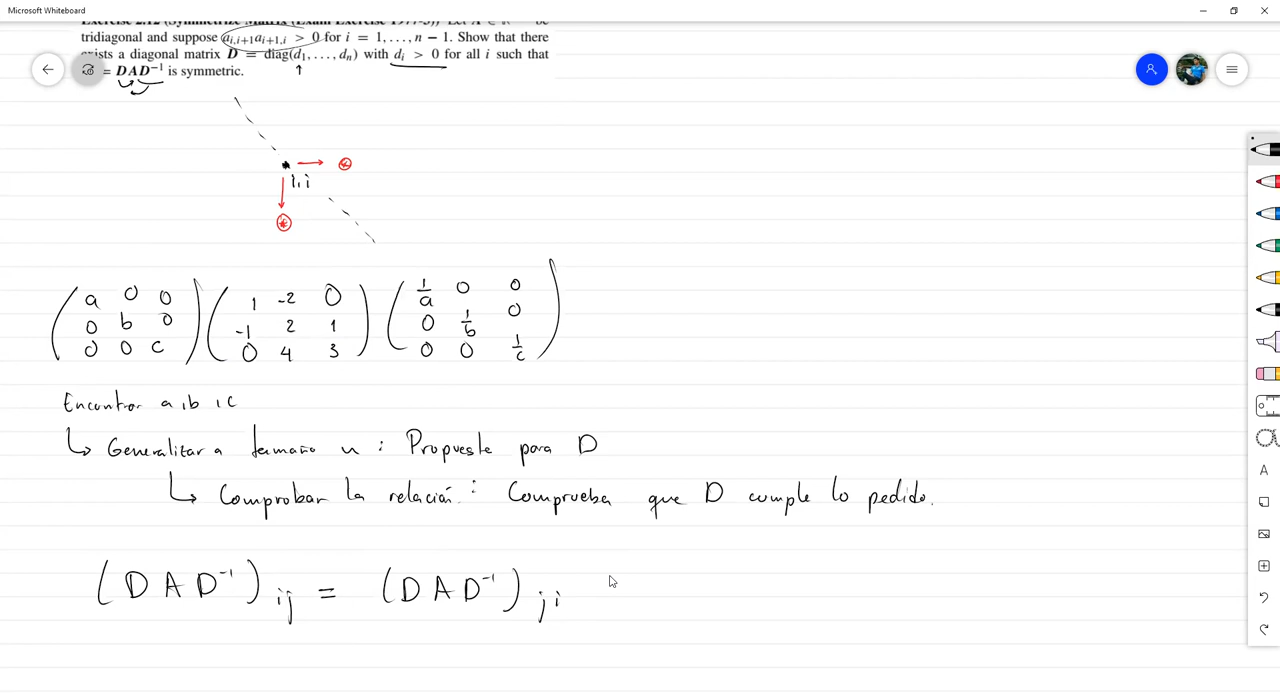 Microsoft Whiteboard
tridiagonal and suppose a_{i,i+1}a_{i+1,i} > 0 for i = 1, . . . , n − 1. Show that there
exists a diagonal matrix D = diag(d_1, . . . , d_n) with d_i > 0 for all i such that
= DAD^{−1} is symmetric.
i,i
a 0 0 1 -2 0 1/a 0 0
0 b 0 -1 2 1 0 1/b 0
0 0 c 0 4 3 0 0 1/c
Encontrar a, b, c
↳ Generalizar a tamaño n : Propuesta para D
↳ Comprobar la relación : Comprueba que D cumple lo pedido.
(DAD^{-1})_{ij} = (DAD^{-1})_{ji}
A